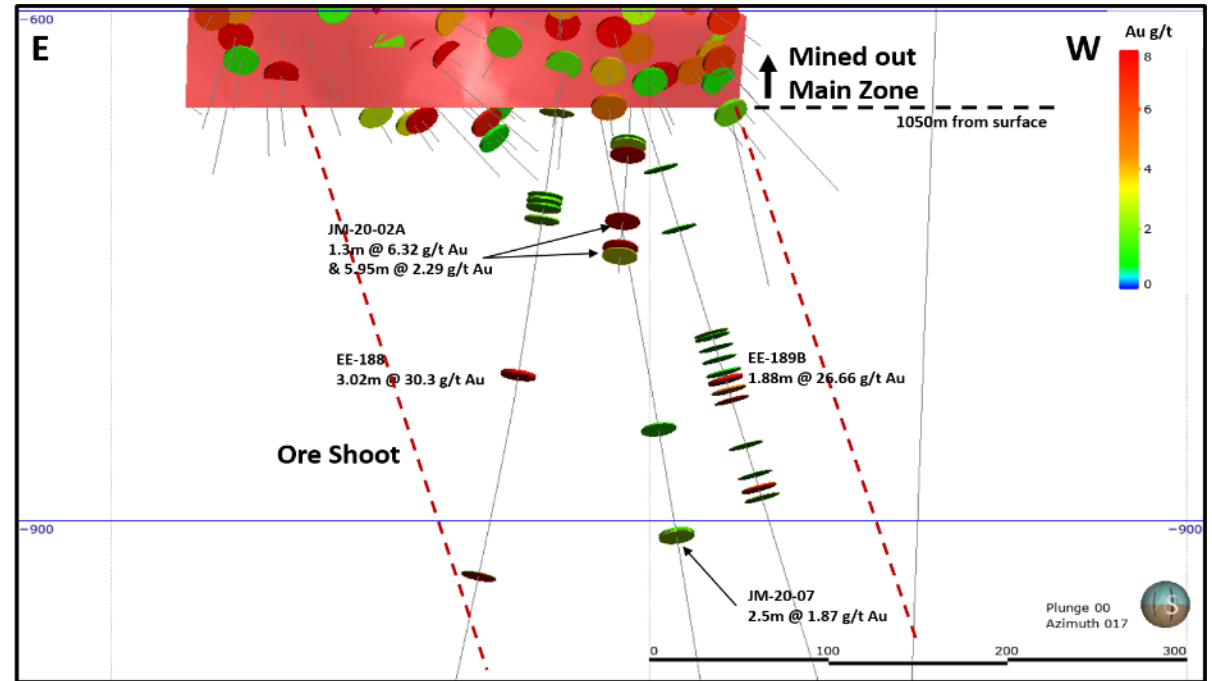 -600
E
W
Au g/t
8
6
4
2
0
Mined out
Main Zone
1050m from surface
JM-20-02A
1.3m @ 6.32 g/t Au
& 5.95m @ 2.29 g/t Au
EE-188
3.02m @ 30.3 g/t Au
EE-189B
1.88m @ 26.66 g/t Au
Ore Shoot
-900
-900
JM-20-07
2.5m @ 1.87 g/t Au
Plunge 00
Azimuth 017
S
0
100
200
300